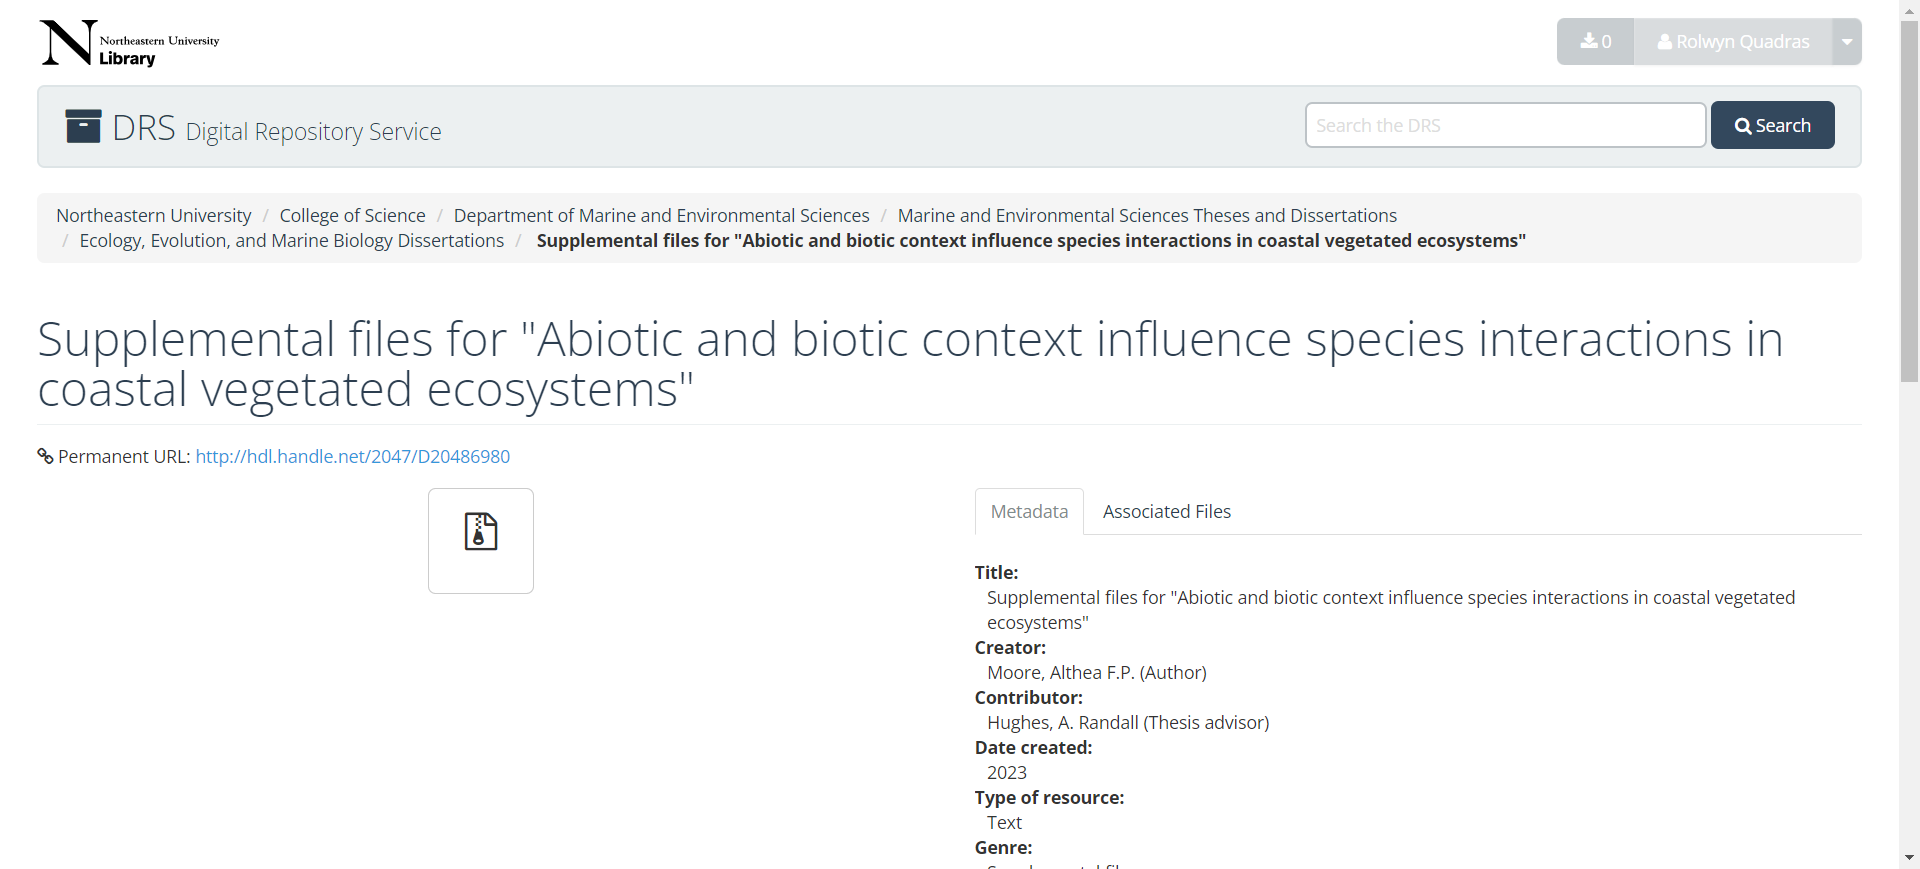 Northeastern University
Library
0
Rolwyn Quadras
DRS Digital Repository Service
Search the DRS
Search
Northeastern University / College of Science / Department of Marine and Environmental Sciences / Marine and Environmental Sciences Theses and Dissertations
/ Ecology, Evolution, and Marine Biology Dissertations / Supplemental files for "Abiotic and biotic context influence species interactions in coastal vegetated ecosystems"
Supplemental files for "Abiotic and biotic context influence species interactions in
coastal vegetated ecosystems"
Permanent URL: http://hdl.handle.net/2047/D20486980
Metadata
Associated Files
Title:
Supplemental files for "Abiotic and biotic context influence species interactions in coastal vegetated
ecosystems"
Creator:
Moore, Althea F.P. (Author)
Contributor:
Hughes, A. Randall (Thesis advisor)
Date created:
2023
Type of resource:
Text
Genre: